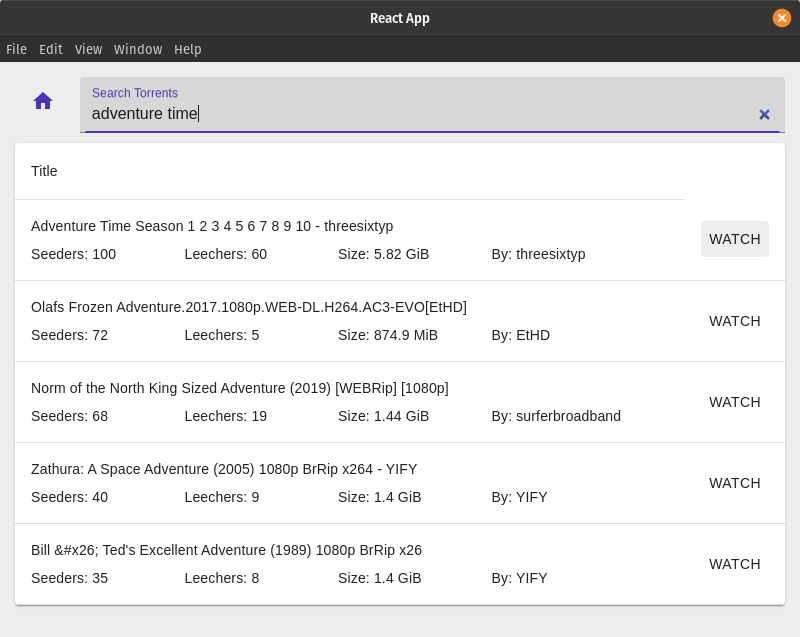 React App
File Edit View Window Help
Search Torrents
adventure time
Title
Adventure Time Season 1 2 3 4 5 6 7 8 9 10 - threesixtyp
Seeders: 100 Leechers: 60 Size: 5.82 GiB By: threesixtyp
WATCH
Olafs Frozen Adventure.2017.1080p.WEB-DL.H264.AC3-EVO[EtHD]
Seeders: 72 Leechers: 5 Size: 874.9 MiB By: EtHD
WATCH
Norm of the North King Sized Adventure (2019) [WEBRip] [1080p]
Seeders: 68 Leechers: 19 Size: 1.44 GiB By: surferbroadband
WATCH
Zathura: A Space Adventure (2005) 1080p BrRip x264 - YIFY
Seeders: 40 Leechers: 9 Size: 1.4 GiB By: YIFY
WATCH
Bill &#x26; Ted's Excellent Adventure (1989) 1080p BrRip x26
Seeders: 35 Leechers: 8 Size: 1.4 GiB By: YIFY
WATCH